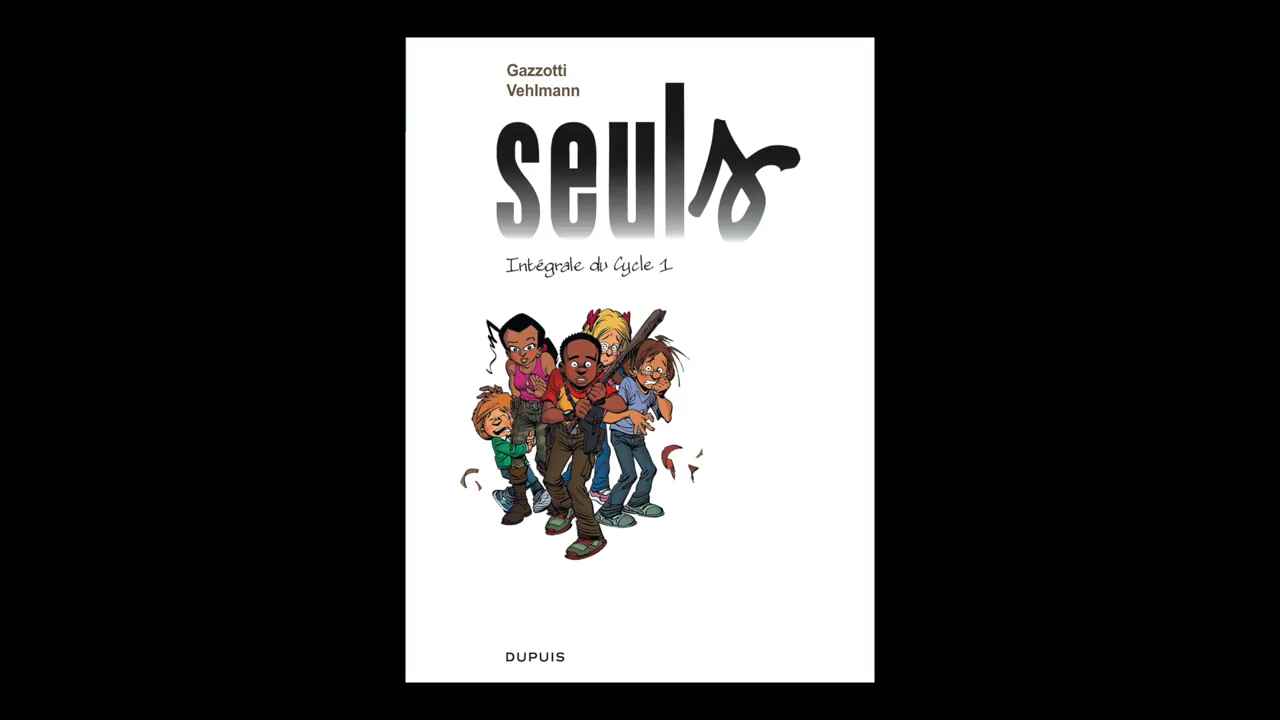 Gazzotti
Vehlmann
seuls
Intégrale du Cycle 1
DUPUIS